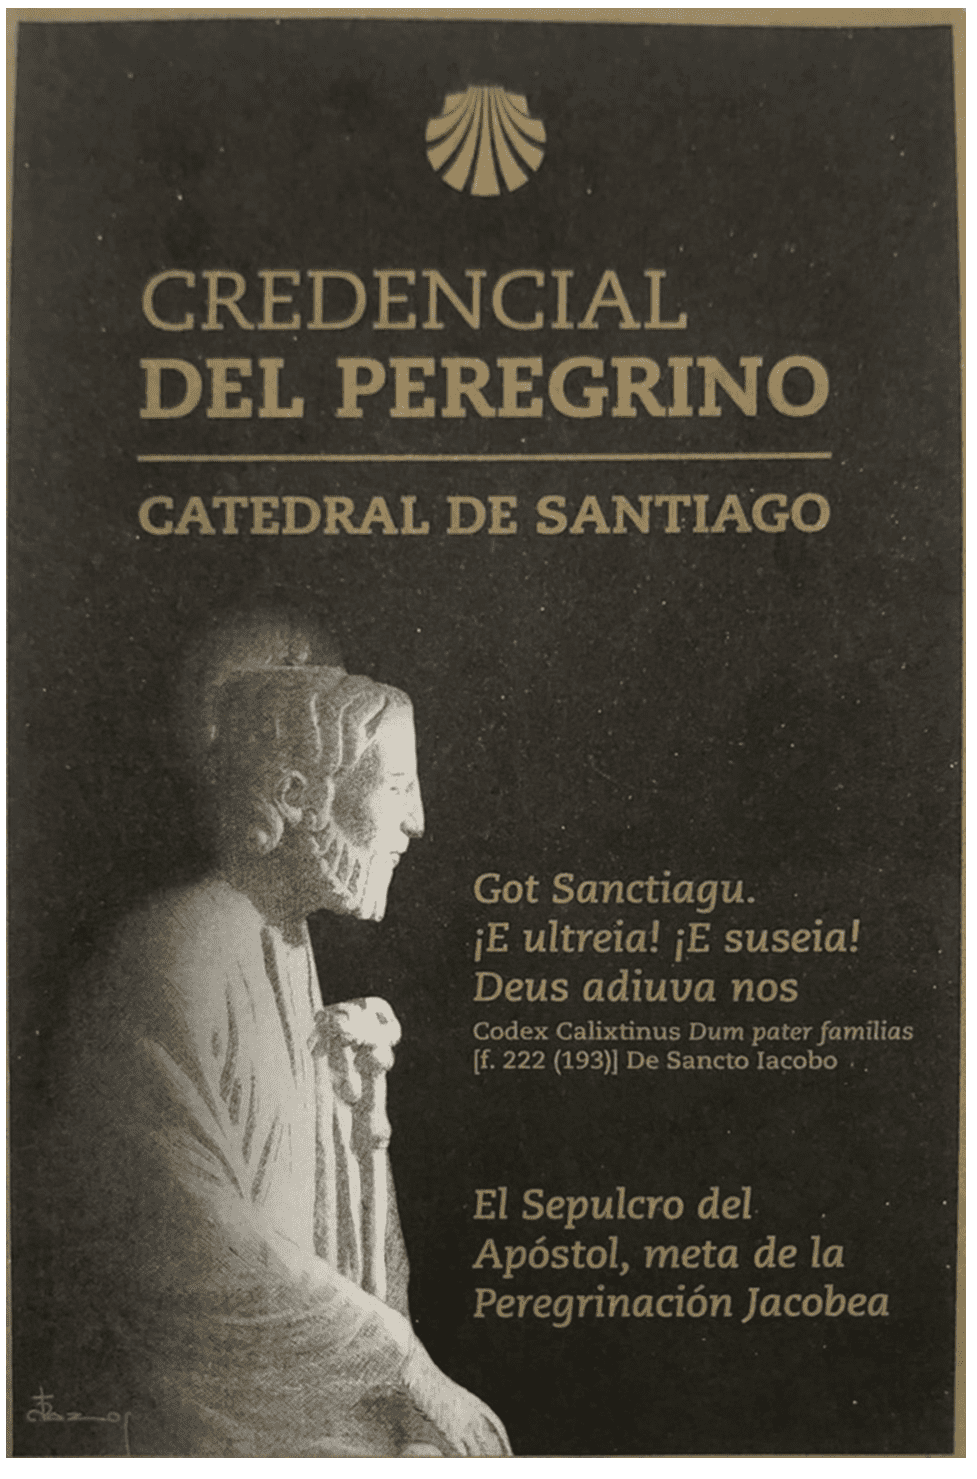 CREDENCIAL
DEL PEREGRINO
CATEDRAL DE SANTIAGO
Got Sanctiagu.
¡E ultreia! ¡E suseia!
Deus adiuva nos
Codex Calixtinus Dum pater familias
[f. 222 (193)] De Sancto Iacobo
El Sepulcro del
Apóstol, meta de la
Peregrinación Jacobea